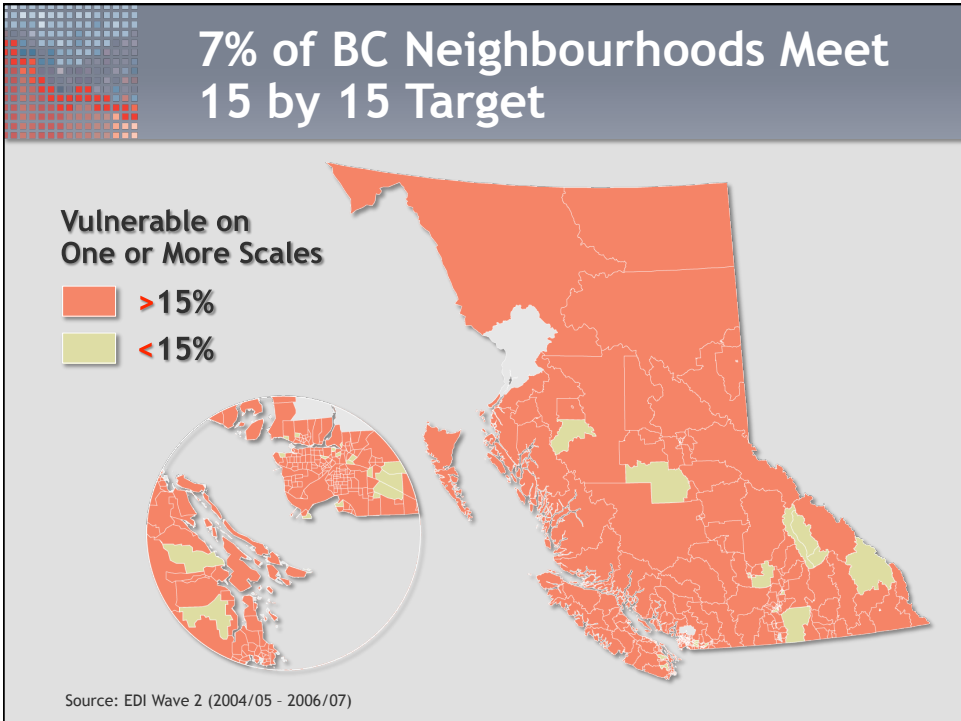 7% of BC Neighbourhoods Meet
15 by 15 Target
Vulnerable on
One or More Scales
>15%
<15%
Source: EDI Wave 2 (2004/05 - 2006/07)